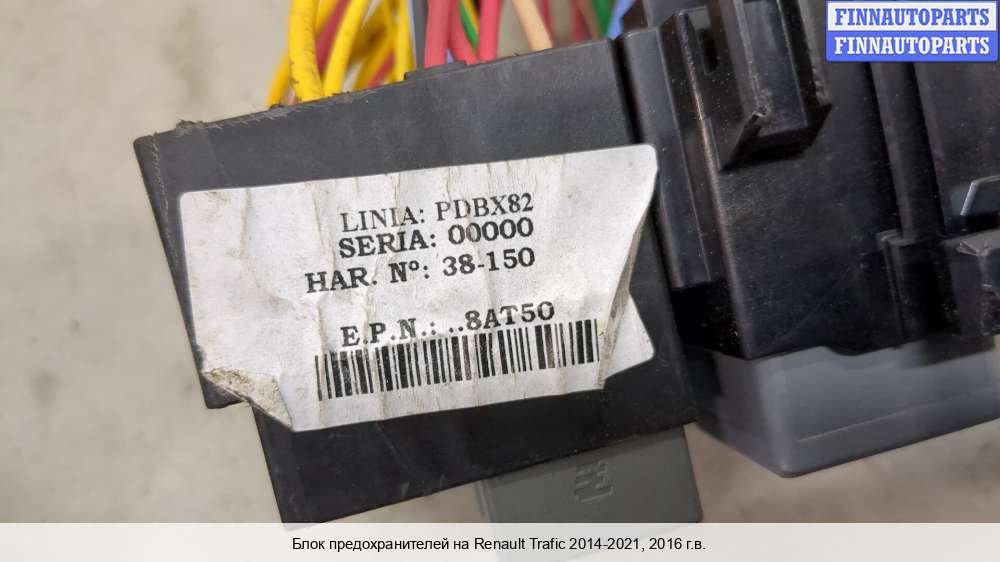 FINNAUTOPARTS
FINNAUTOPARTS
LINIA: PDBX82
SERIA: 00000
HAR. Nº: 38-150
E.P.N.: ..8AT50
Блок предохранителей на Renault Trafic 2014-2021, 2016 г.в.